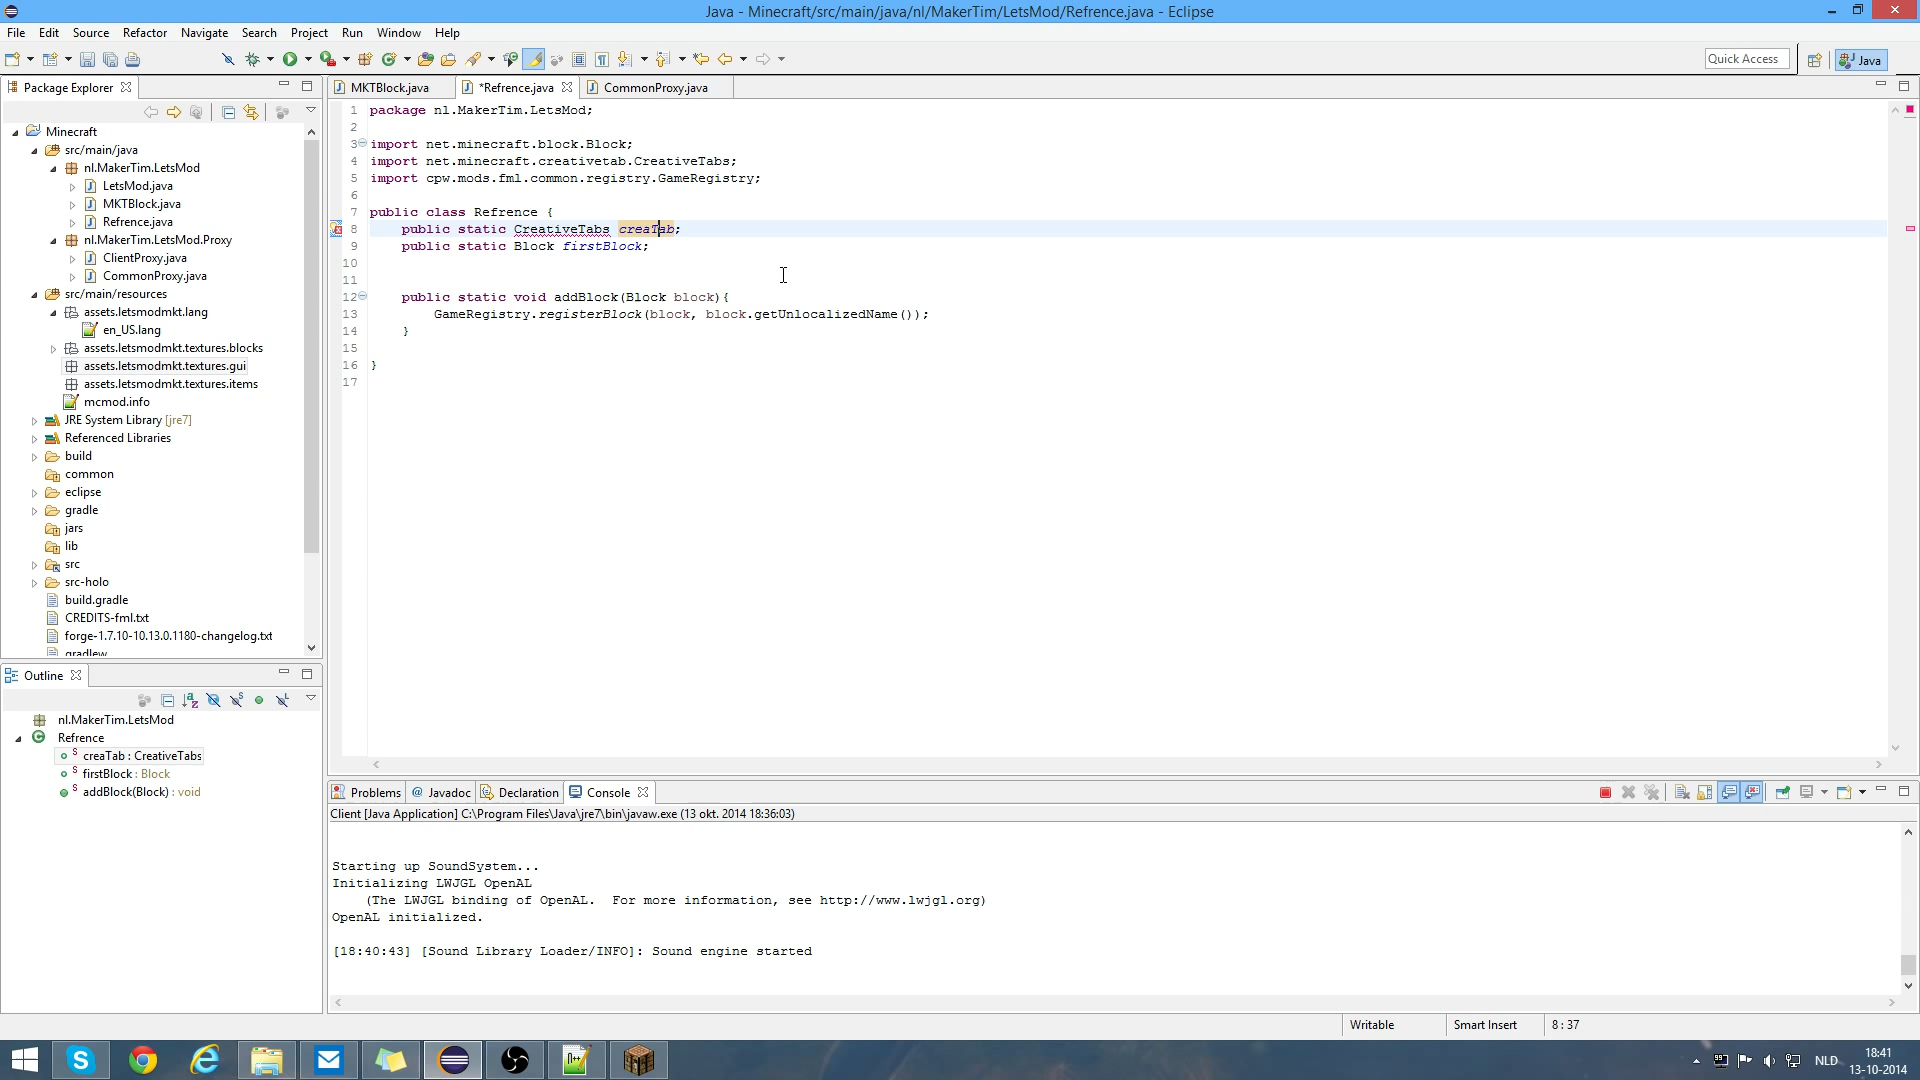 Java - Minecraft/src/main/java/nl/MakerTim/LetsMod/Refrence.java - Eclipse
File Edit Source Refactor Navigate Search Project Run Window Help
Quick Access Java
Package Explorer
Minecraft
src/main/java
nl.MakerTim.LetsMod
LetsMod.java
MKTBlock.java
Refrence.java
nl.MakerTim.LetsMod.Proxy
ClientProxy.java
CommonProxy.java
src/main/resources
assets.letsmodmkt.lang
en_US.lang
assets.letsmodmkt.textures.blocks
assets.letsmodmkt.textures.gui
assets.letsmodmkt.textures.items
mcmod.info
JRE System Library [jre7]
Referenced Libraries
build
common
eclipse
gradle
jars
lib
src
src-holo
build.gradle
CREDITS-fml.txt
forge-1.7.10-10.13.0.1180-changelog.txt
gradlew
Outline
nl.MakerTim.LetsMod
Refrence
creaTab : CreativeTabs
firstBlock : Block
addBlock(Block) : void
MKTBlock.java *Refrence.java CommonProxy.java
1 package nl.MakerTim.LetsMod;
2
3 import net.minecraft.block.Block;
4 import net.minecraft.creativetab.CreativeTabs;
5 import cpw.mods.fml.common.registry.GameRegistry;
6
7 public class Refrence {
8 public static CreativeTabs creaTab;
9 public static Block firstBlock;
10
11
12 public static void addBlock(Block block){
13 GameRegistry.registerBlock(block, block.getUnlocalizedName());
14 }
15
16 }
17
Problems @ Javadoc Declaration Console
Client [Java Application] C:\Program Files\Java\jre7\bin\javaw.exe (13 okt. 2014 18:36:03)
Starting up SoundSystem...
Initializing LWJGL OpenAL
(The LWJGL binding of OpenAL. For more information, see http://www.lwjgl.org)
OpenAL initialized.
[18:40:43] [Sound Library Loader/INFO]: Sound engine started
Writable Smart Insert 8 : 37
NLD 18:41
13-10-2014